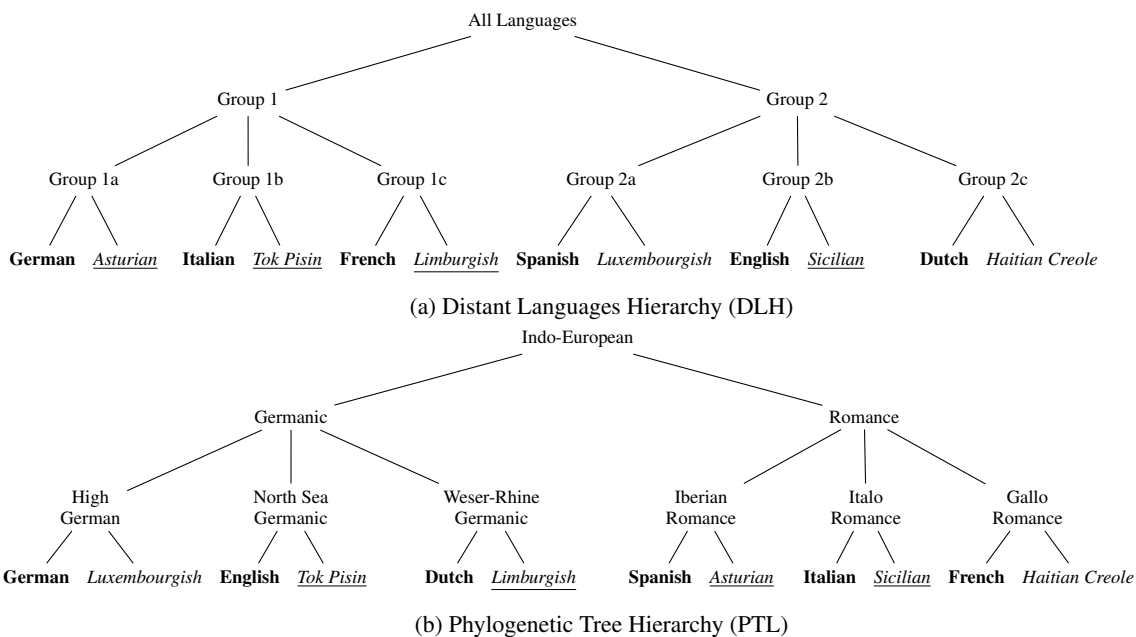 All Languages
Group 1 Group 2
Group 1a Group 1b Group 1c Group 2a Group 2b Group 2c
German Asturian Italian Tok Pisin French Limburgish Spanish Luxembourgish English Sicilian Dutch Haitian Creole
(a) Distant Languages Hierarchy (DLH)
Indo-European
Germanic Romance
High North Sea Weser-Rhine Iberian Italo Gallo
German Germanic Germanic Romance Romance Romance
German Luxembourgish English Tok Pisin Dutch Limburgish Spanish Asturian Italian Sicilian French Haitian Creole
(b) Phylogenetic Tree Hierarchy (PTL)